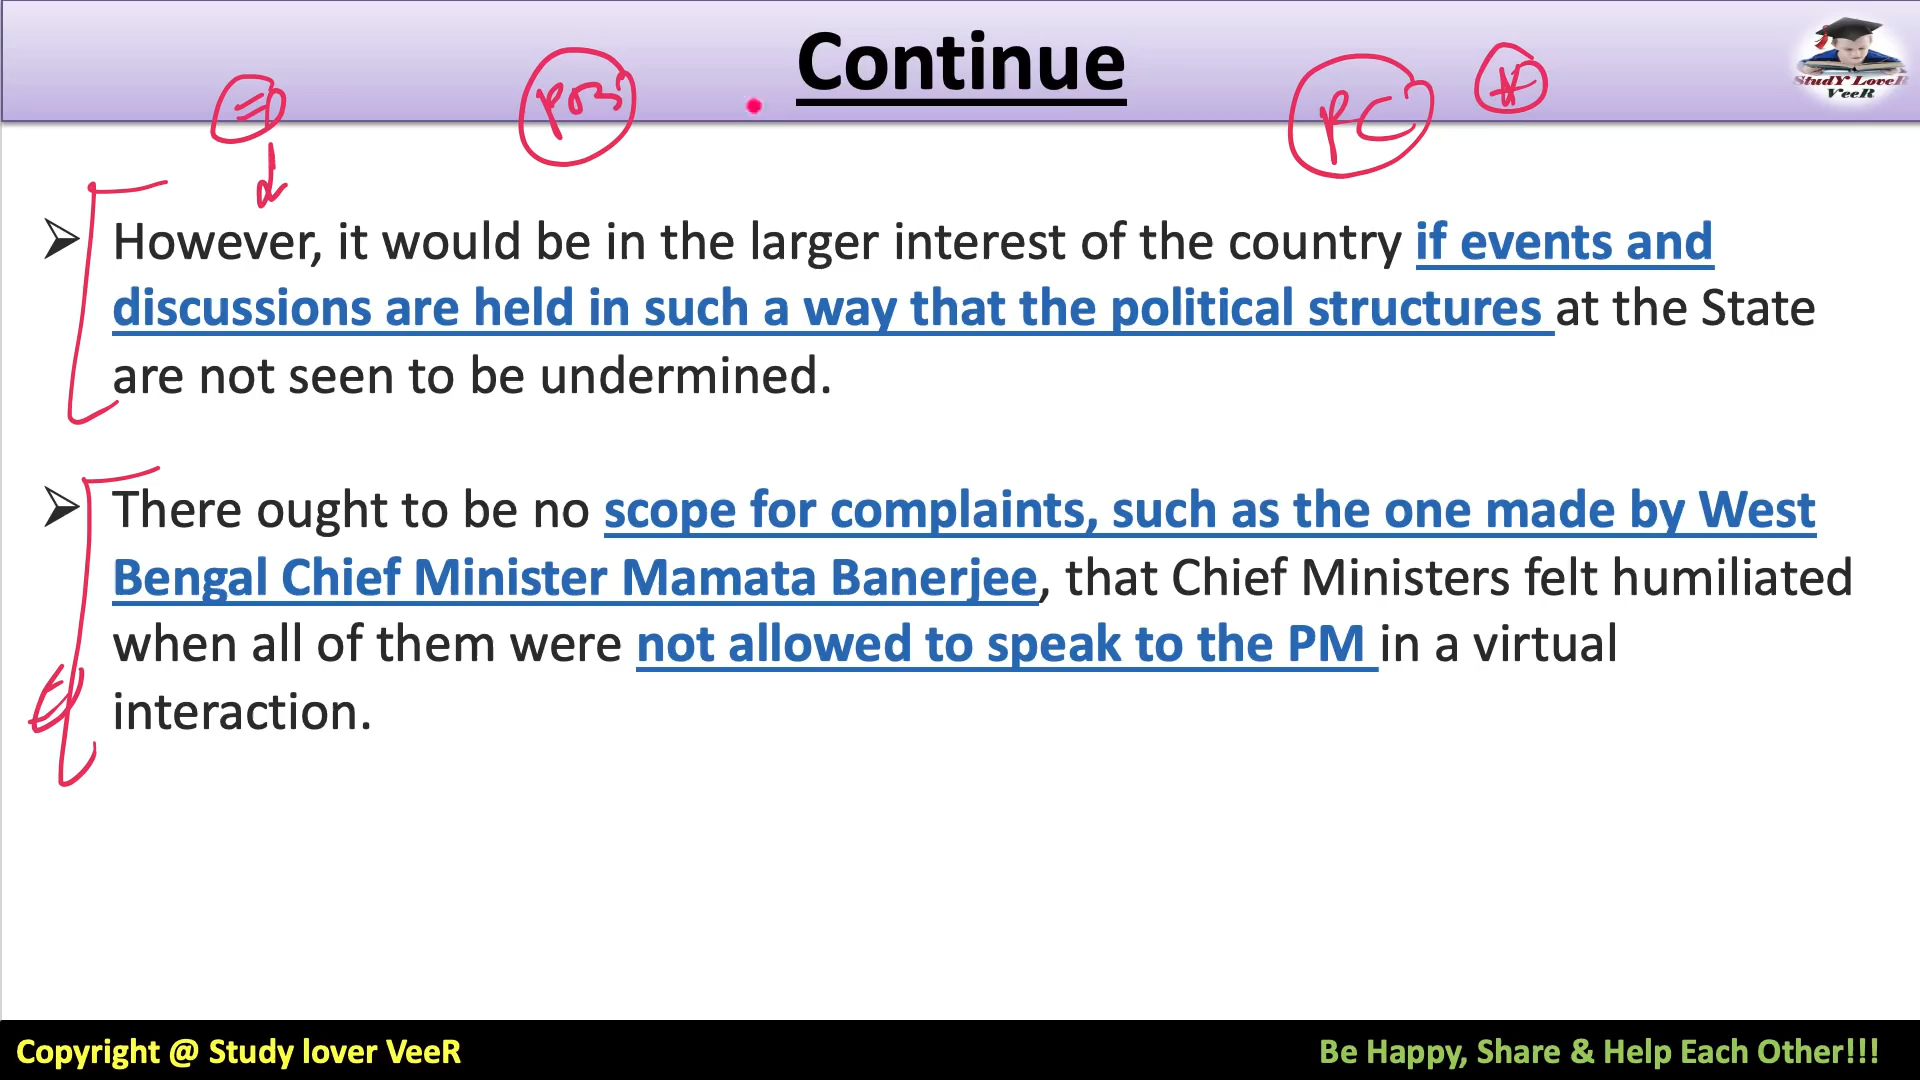 Continue
StudY LoveR
VeeR
However, it would be in the larger interest of the country if events and
discussions are held in such a way that the political structures at the State
are not seen to be undermined.
There ought to be no scope for complaints, such as the one made by West
Bengal Chief Minister Mamata Banerjee, that Chief Ministers felt humiliated
when all of them were not allowed to speak to the PM in a virtual
interaction.
Copyright @ Study lover VeeR
Be Happy, Share & Help Each Other!!!